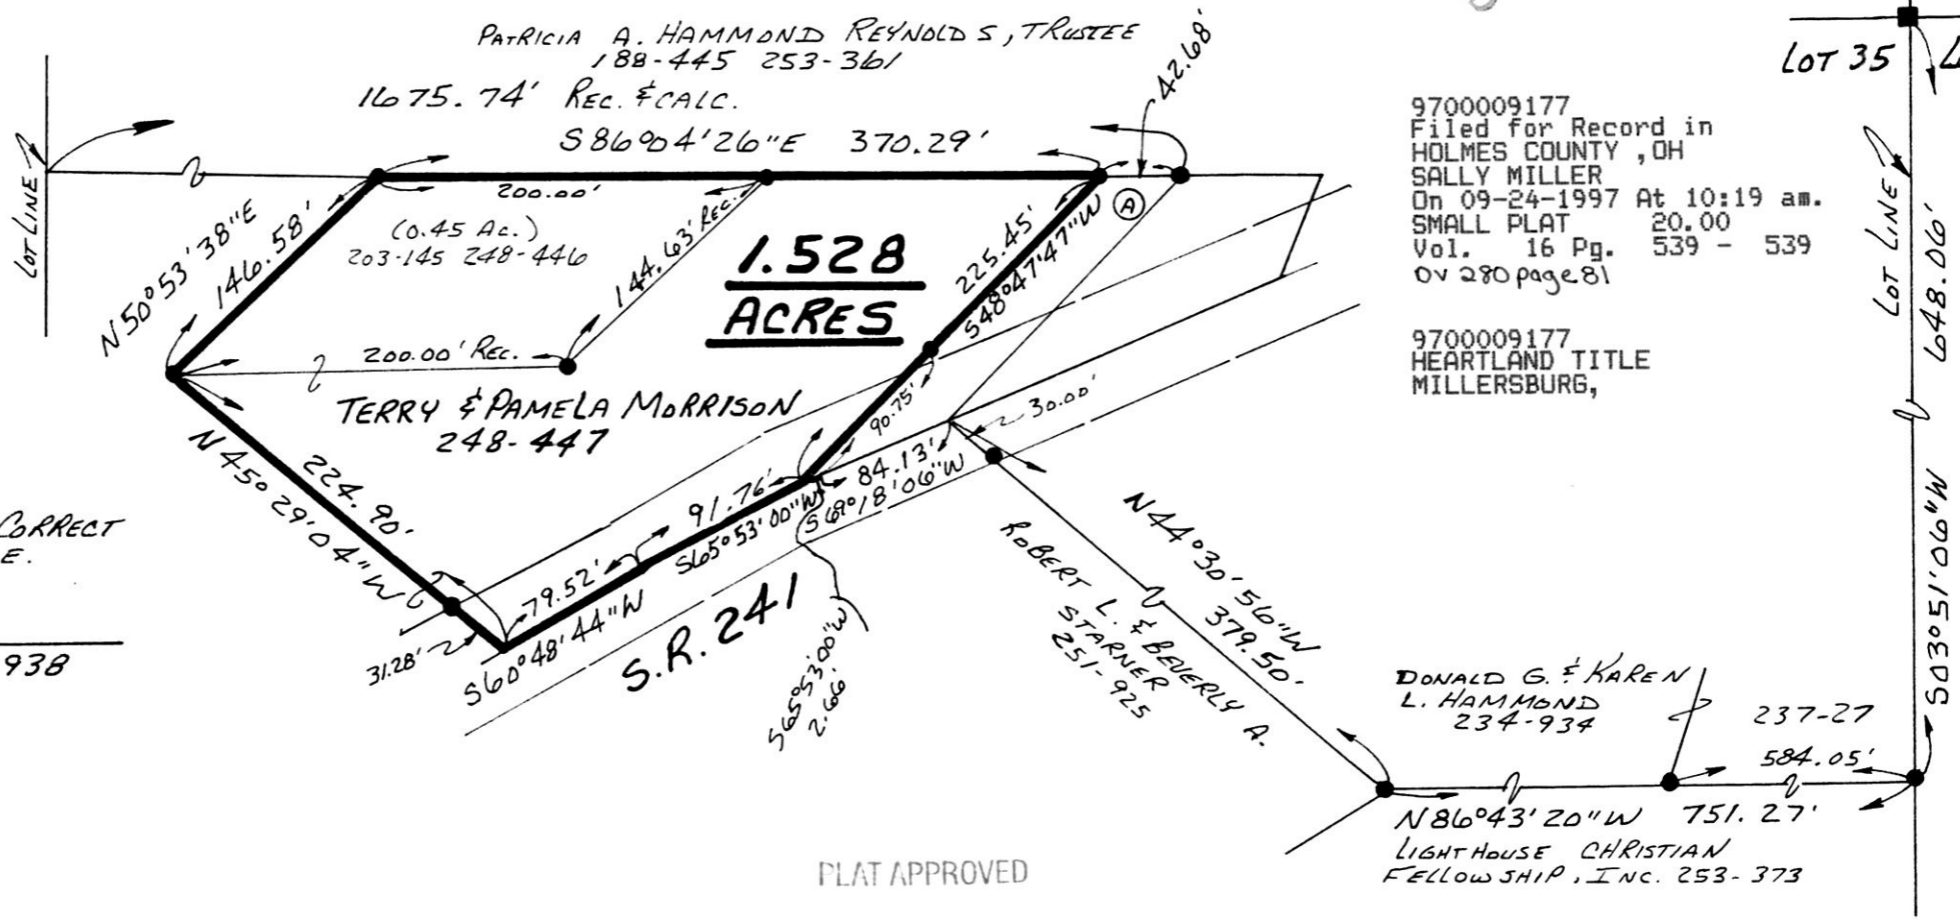 PATRICIA A. HAMMOND REYNOLDS, TRUSTEE
188-445 253-361
1675.74' REC. & CALC.
S86°04'26"E 370.29'
42.68'
LOT 35
LOT LINE
200.00'
(0.45 AC.)
203-145 248-446
N50°53'38"E
146.58'
144.63' REC.
1.528
ACRES
225.45'
S48°47'47"W
A
9700009177
Filed for Record in
HOLMES COUNTY ,OH
SALLY MILLER
On 09-24-1997 At 10:19 am.
SMALL PLAT 20.00
Vol. 16 Pg. 539 - 539
OV 280 page 81
9700009177
HEARTLAND TITLE
MILLERSBURG,
LOT LINE
648.06'
S03°51'06"W
200.00' REC.
TERRY & PAMELA MORRISON
248-447
90.75'
30.00'
N45°29'04"W
224.90'
91.76'
S65°53'00"W
84.13'
S69°18'06"W
CORRECT
E.
938
79.52'
S60°48'44"W
31.28'
S.R. 241
S65°53'00"W
2.66'
N44°30'56"W
379.50'
ROBERT L. & BEVERLY A.
STARNER
251-925
DONALD G. & KAREN
L. HAMMOND
234-934
237-27
584.05'
N86°43'20"W 751.27'
LIGHTHOUSE CHRISTIAN
FELLOWSHIP, INC. 253-373
PLAT APPROVED